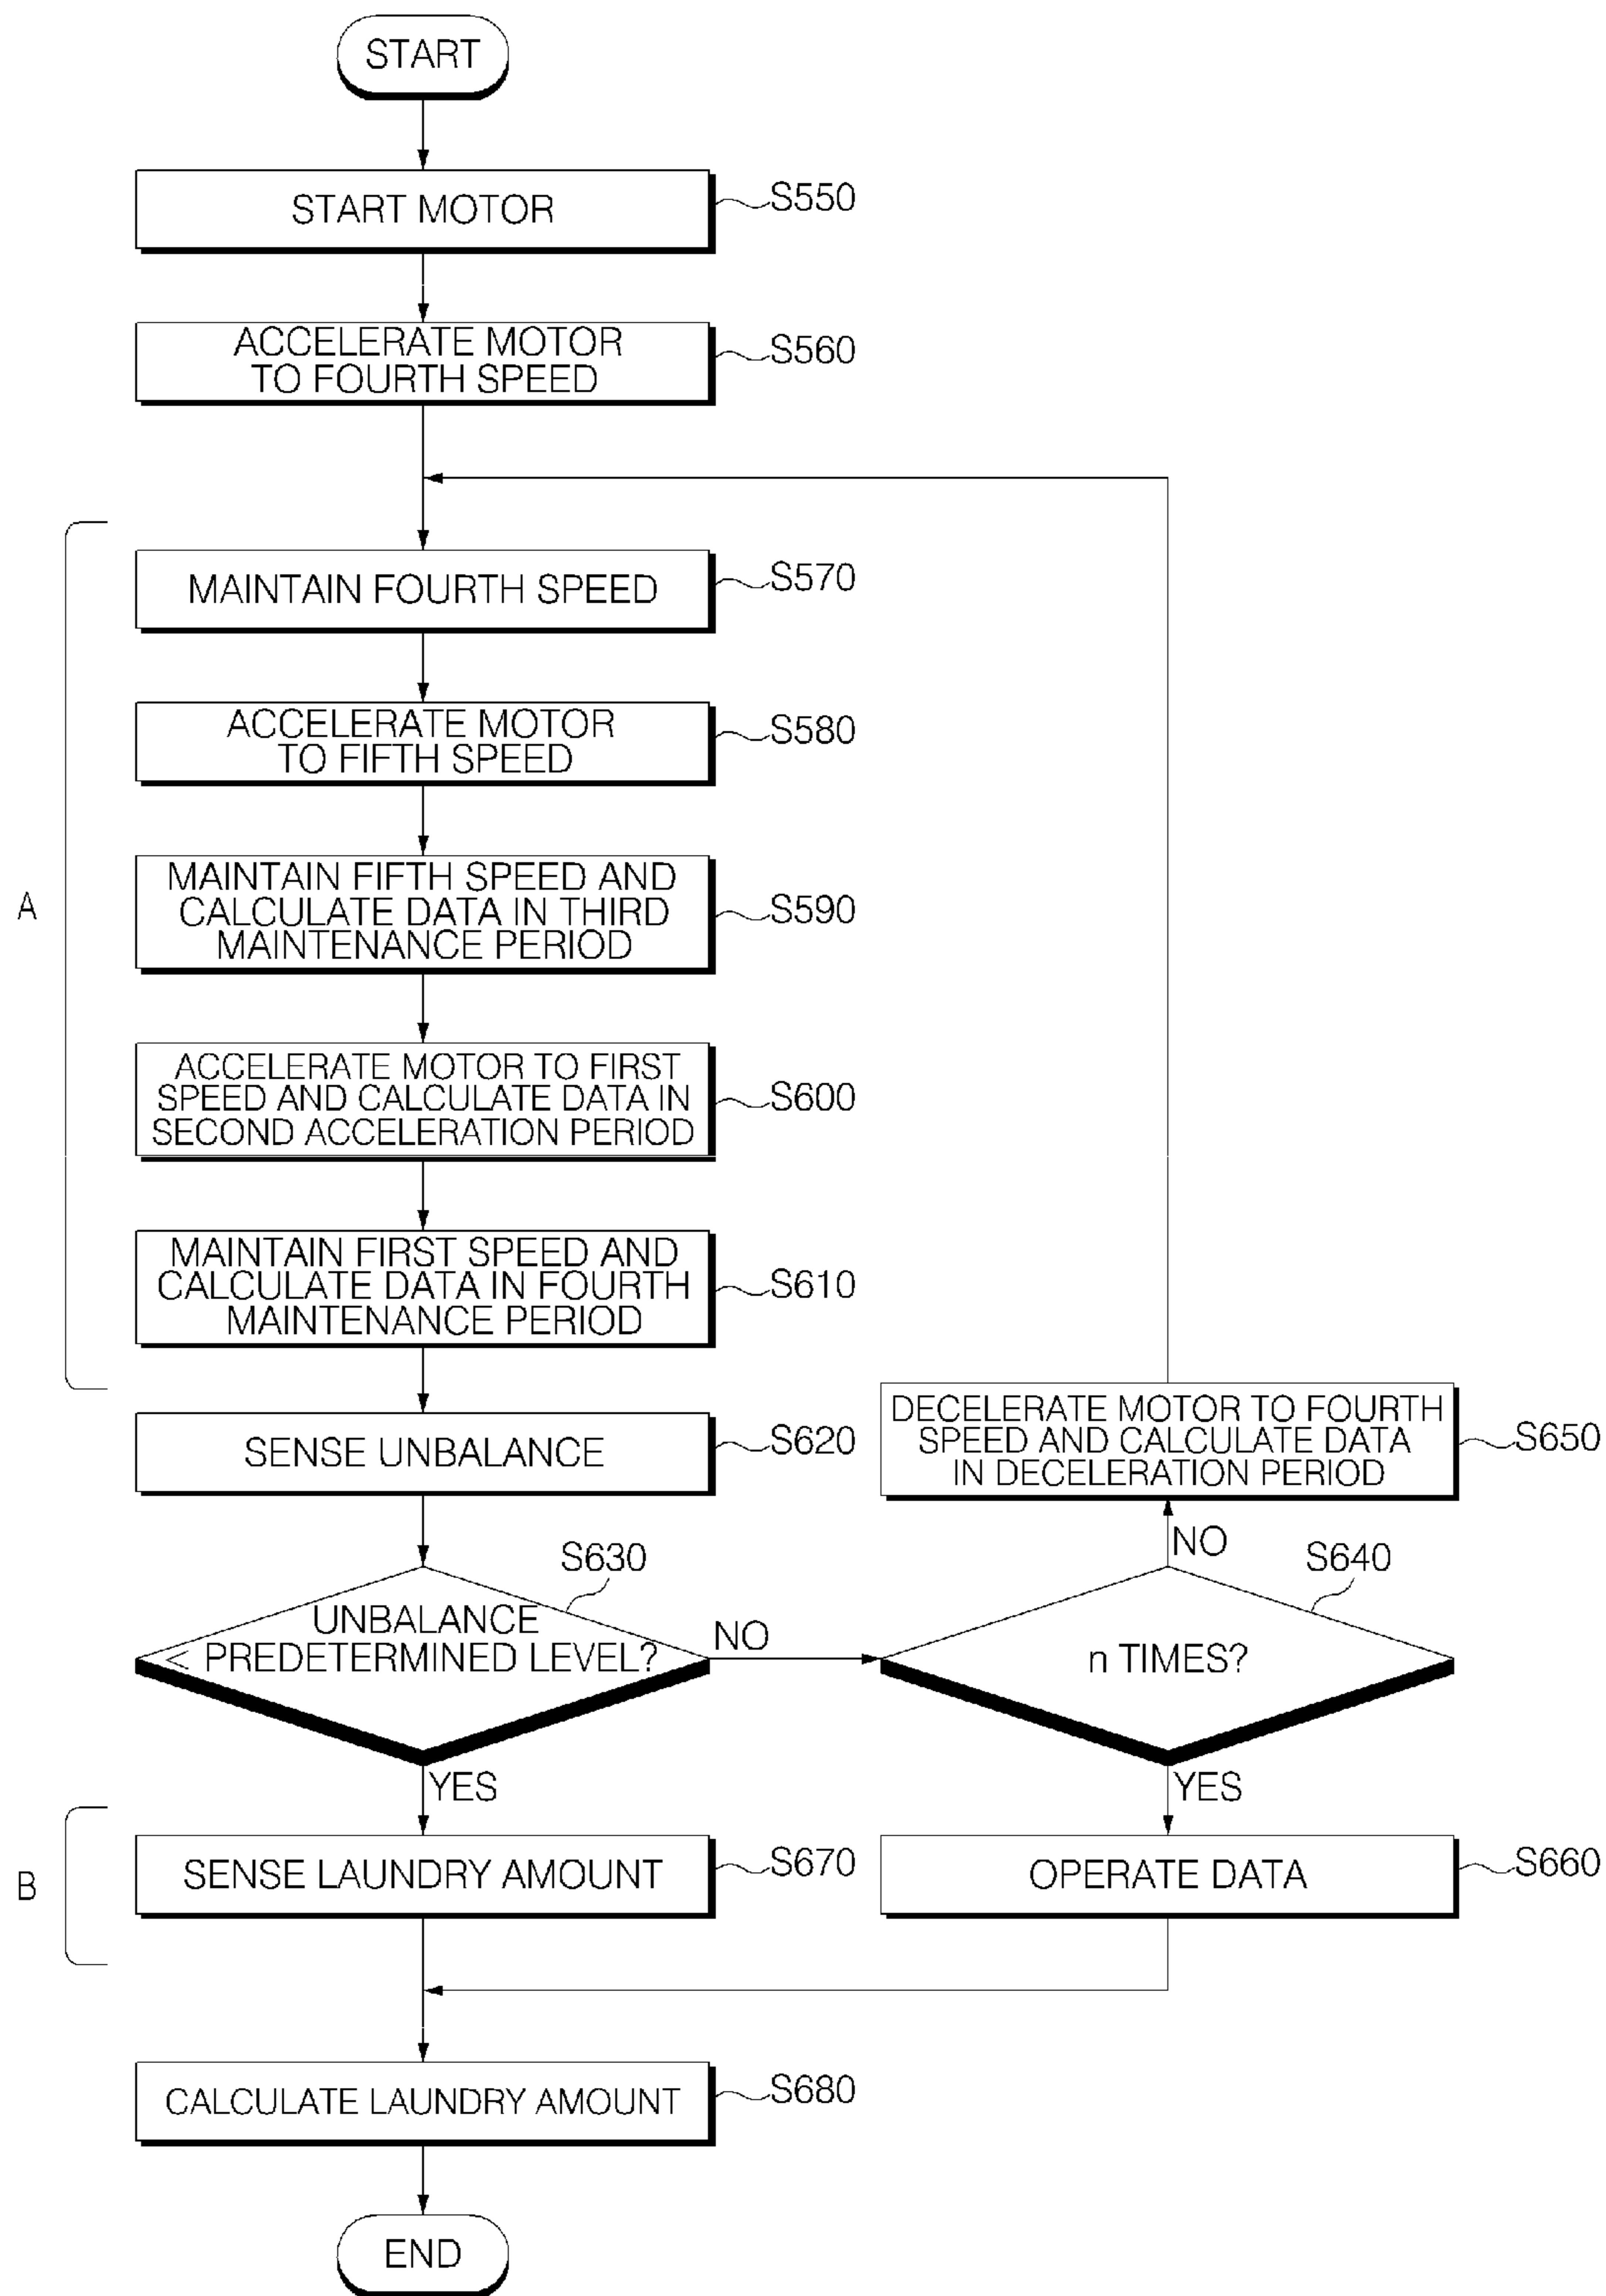 START
START MOTOR
S550
ACCELERATE MOTOR
TO FOURTH SPEED
S560
MAINTAIN FOURTH SPEED
S570
ACCELERATE MOTOR
TO FIFTH SPEED
S580
A
MAINTAIN FIFTH SPEED AND
CALCULATE DATA IN THIRD
MAINTENANCE PERIOD
S590
ACCELERATE MOTOR TO FIRST
SPEED AND CALCULATE DATA IN
SECOND ACCELERATION PERIOD
S600
MAINTAIN FIRST SPEED AND
CALCULATE DATA IN FOURTH
MAINTENANCE PERIOD
S610
SENSE UNBALANCE
S620
DECELERATE MOTOR TO FOURTH
SPEED AND CALCULATE DATA
IN DECELERATION PERIOD
S650
NO
S630
UNBALANCE
< PREDETERMINED LEVEL?
NO
S640
n TIMES?
YES
YES
B
SENSE LAUNDRY AMOUNT
S670
OPERATE DATA
S660
CALCULATE LAUNDRY AMOUNT
S680
END